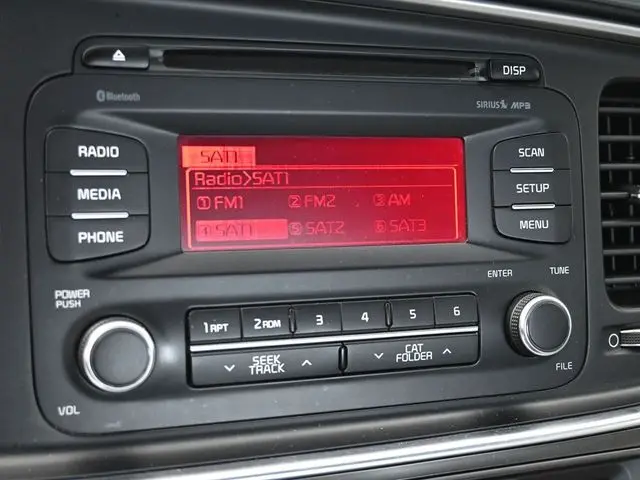 DISP
Bluetooth
SIRIUS MP3
RADIO
MEDIA
PHONE
SAT1
Radio>SAT1
1 FM1 2 FM2 3 AM
4 SAT1 5 SAT2 6 SAT3
SCAN
SETUP
MENU
POWER
PUSH
VOL
1 RPT 2 RDM 3 4 5 6
SEEK
TRACK
CAT
FOLDER
ENTER
TUNE
FILE